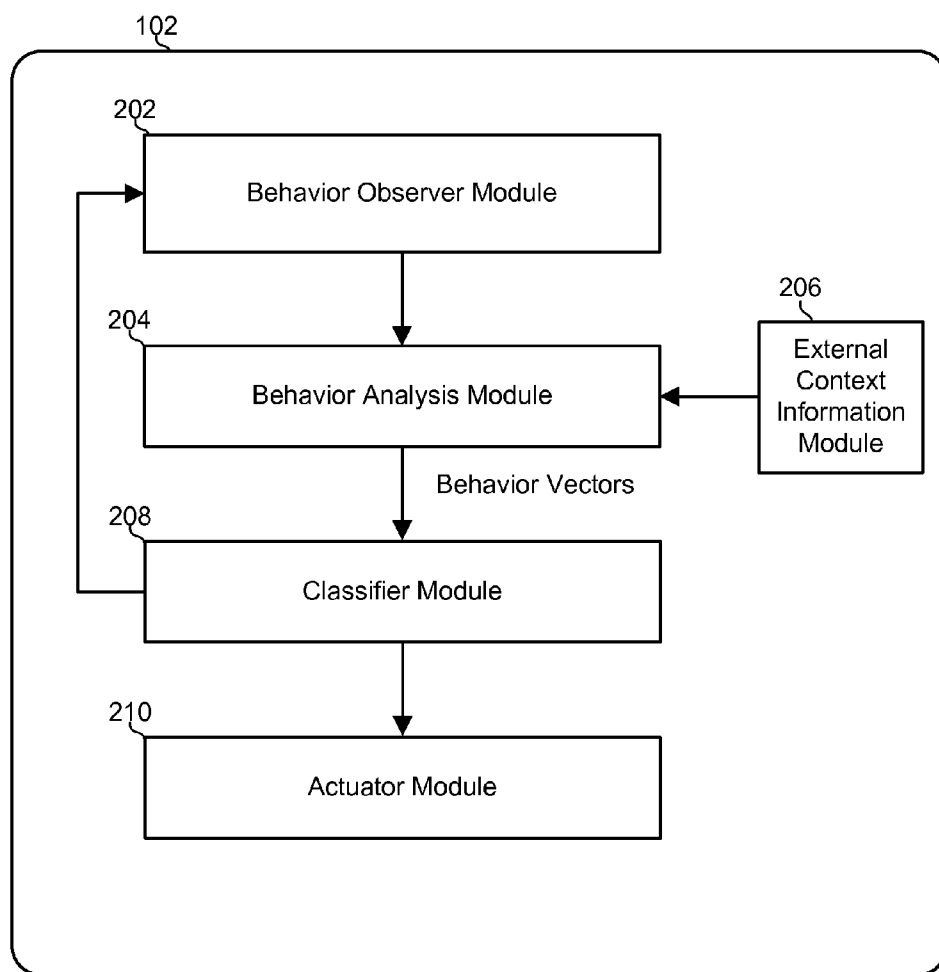 102
202
Behavior Observer Module
206
204
External
Context
Information
Module
Behavior Analysis Module
Behavior Vectors
208
Classifier Module
210
Actuator Module